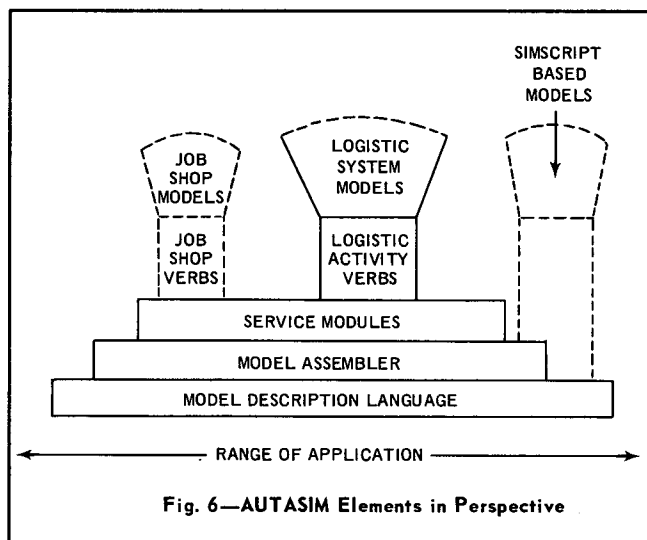 SIMSCRIPT
BASED
MODELS
JOB
SHOP
MODELS
LOGISTIC
SYSTEM
MODELS
JOB
SHOP
VERBS
LOGISTIC
ACTIVITY
VERBS
SERVICE MODULES
MODEL ASSEMBLER
MODEL DESCRIPTION LANGUAGE
RANGE OF APPLICATION
Fig. 6—AUTASIM Elements in Perspective